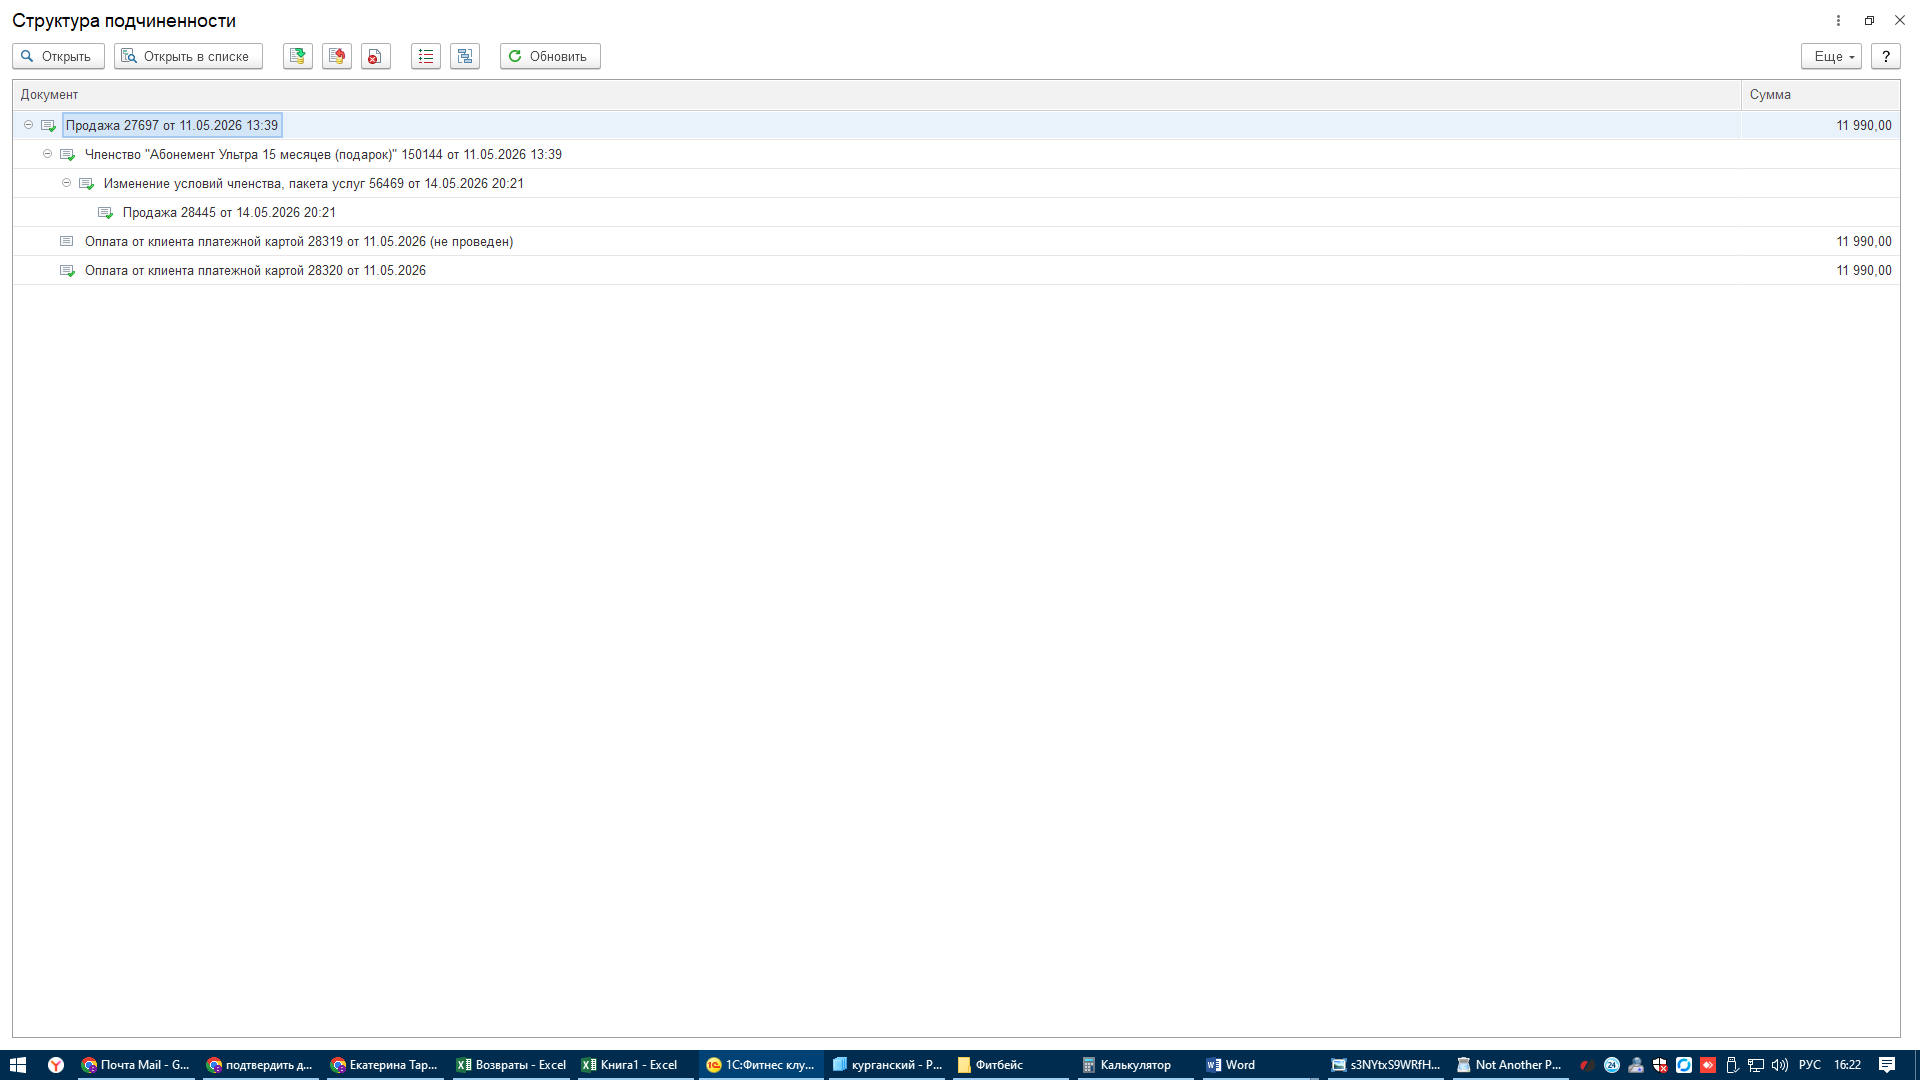 Структура подчиненности
Открыть
Открыть в списке
Обновить
Еще
?
Документ
Сумма
Продажа 27697 от 11.05.2026 13:39
11 990,00
Членство "Абонемент Ультра 15 месяцев (подарок)" 150144 от 11.05.2026 13:39
Изменение условий членства, пакета услуг 56469 от 14.05.2026 20:21
Продажа 28445 от 14.05.2026 20:21
Оплата от клиента платежной картой 28319 от 11.05.2026 (не проведен)
11 990,00
Оплата от клиента платежной картой 28320 от 11.05.2026
11 990,00
Почта Mail - G...
подтвердить д...
Екатерина Тар...
Возвраты - Excel
Книга1 - Excel
1С:Фитнес клу...
курганский - P...
Фитбейс
Калькулятор
Word
s3NYtxS9WRfH...
Not Another P...
24
РУС
16:22